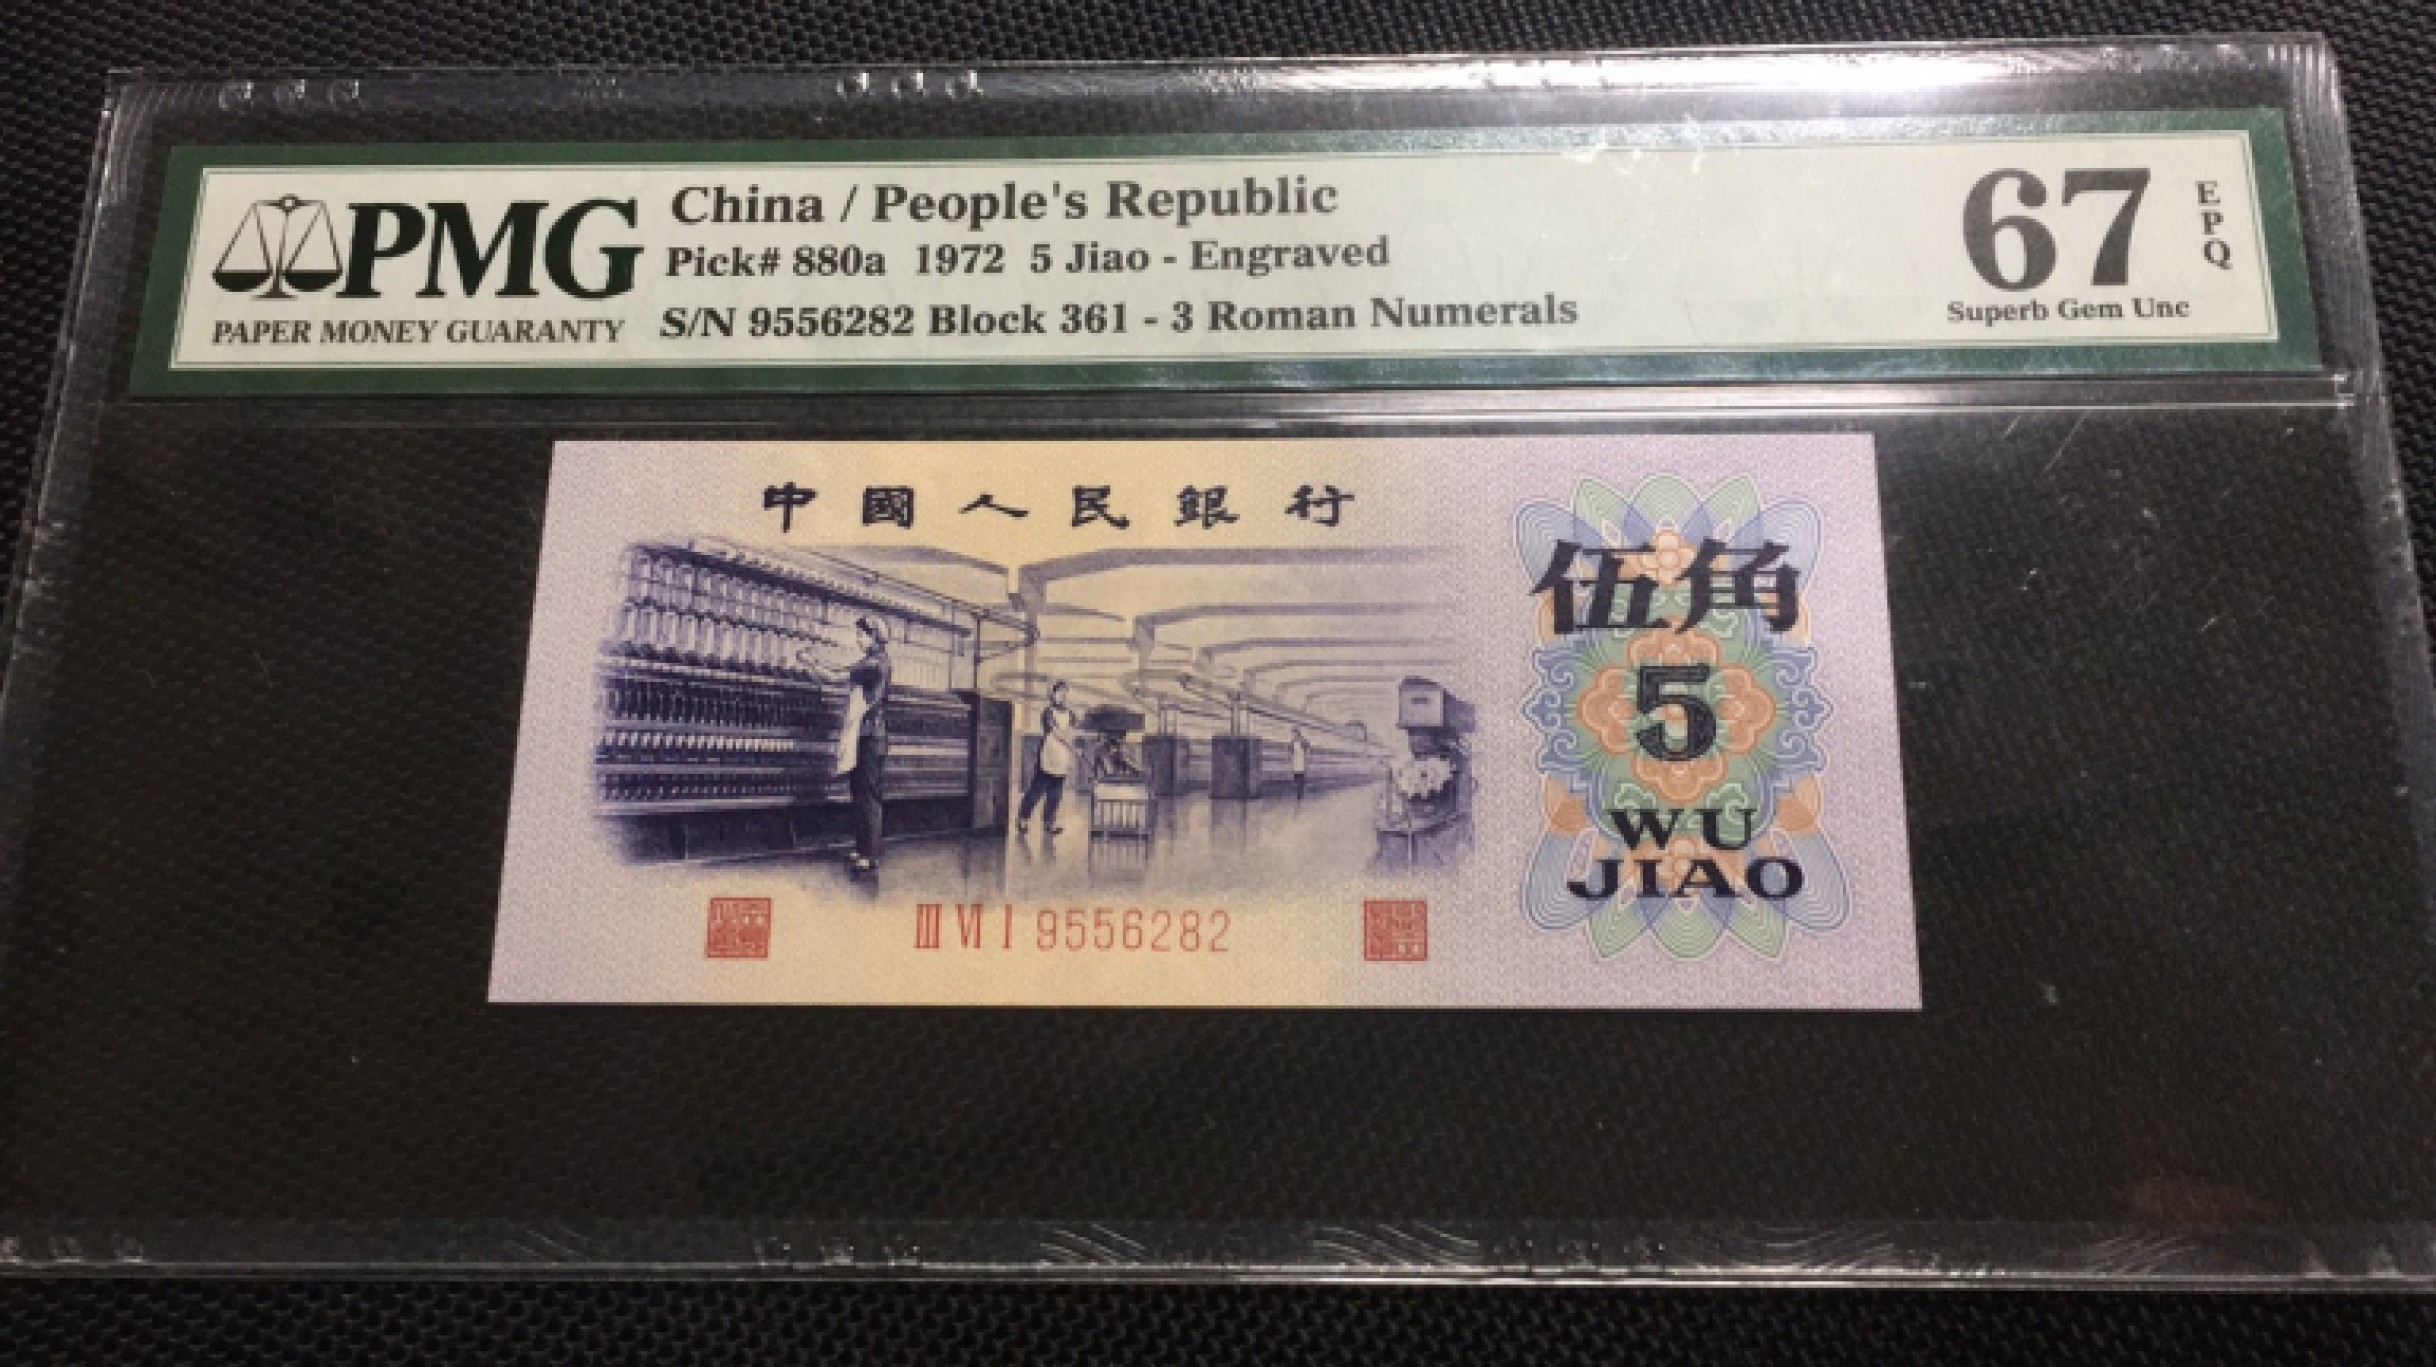 PMG
PAPER MONEY GUARANTY
China / People's Republic
Pick# 880a 1972 5 Jiao - Engraved
S/N 9556282 Block 361 - 3 Roman Numerals
67
EPQ
Superb Gem Unc
中國人民銀行
伍角
5
WU
JIAO
III VI I 9556282